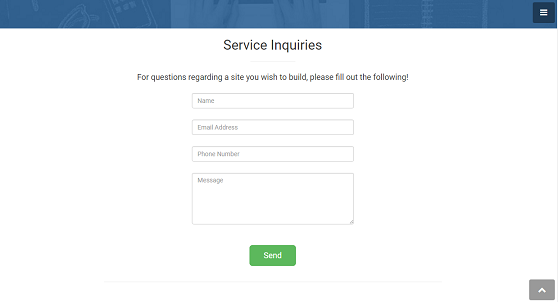 Service Inquiries
For questions regarding a site you wish to build, please fill out the following!
Name
Email Address
Phone Number
Message
Send